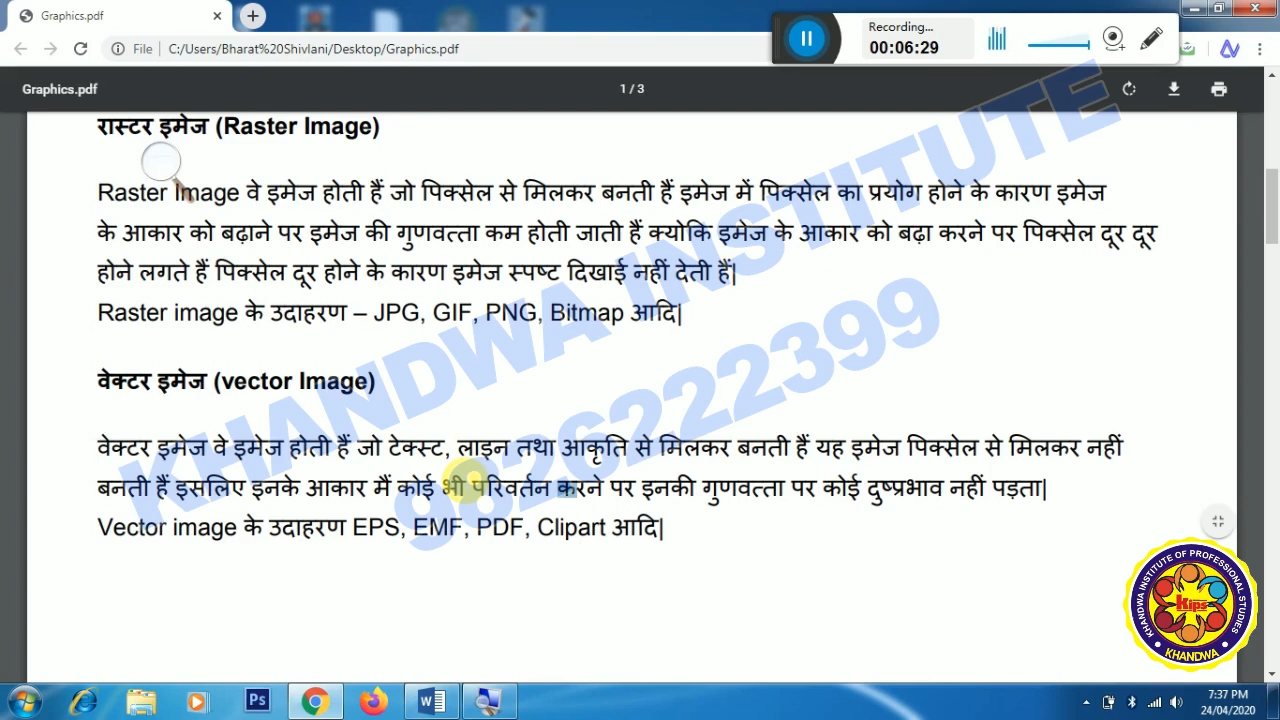 Graphics.pdf
Recording...
00:06:29
File
C:/Users/Bharat%20Shivlani/Desktop/Graphics.pdf
Graphics.pdf
1 / 3
रास्टर इमेज (Raster Image)
Raster image वे इमेज होती हैं जो पिक्सेल से मिलकर बनती हैं इमेज में पिक्सेल का प्रयोग होने के कारण इमेज
के आकार को बढ़ाने पर इमेज की गुणवत्ता कम होती जाती हैं क्योकि इमेज के आकार को बढा करने पर पिक्सेल दूर दूर
होने लगते हैं पिक्सेल दूर होने के कारण इमेज स्पष्ट दिखाई नहीं देती हैं|
Raster image के उदाहरण – JPG, GIF, PNG, Bitmap आदि|
वेक्टर इमेज (vector Image)
वेक्टर इमेज वे इमेज होती हैं जो टेक्स्ट, लाइन तथा आकृति से मिलकर बनती हैं यह इमेज पिक्सेल से मिलकर नहीं
बनती हैं इसलिए इनके आकार मैं कोई भी परिवर्तन करने पर इनकी गुणवत्ता पर कोई दुष्प्रभाव नहीं पड़ता|
Vector image के उदाहरण EPS, EMF, PDF, Clipart आदि|
KHANDWA INSTITUTE
9826222399
KHANDWA INSTITUTE OF PROFESSIONAL STUDIES
Kips
KHANDWA
Ps
W
7:37 PM
24/04/2020